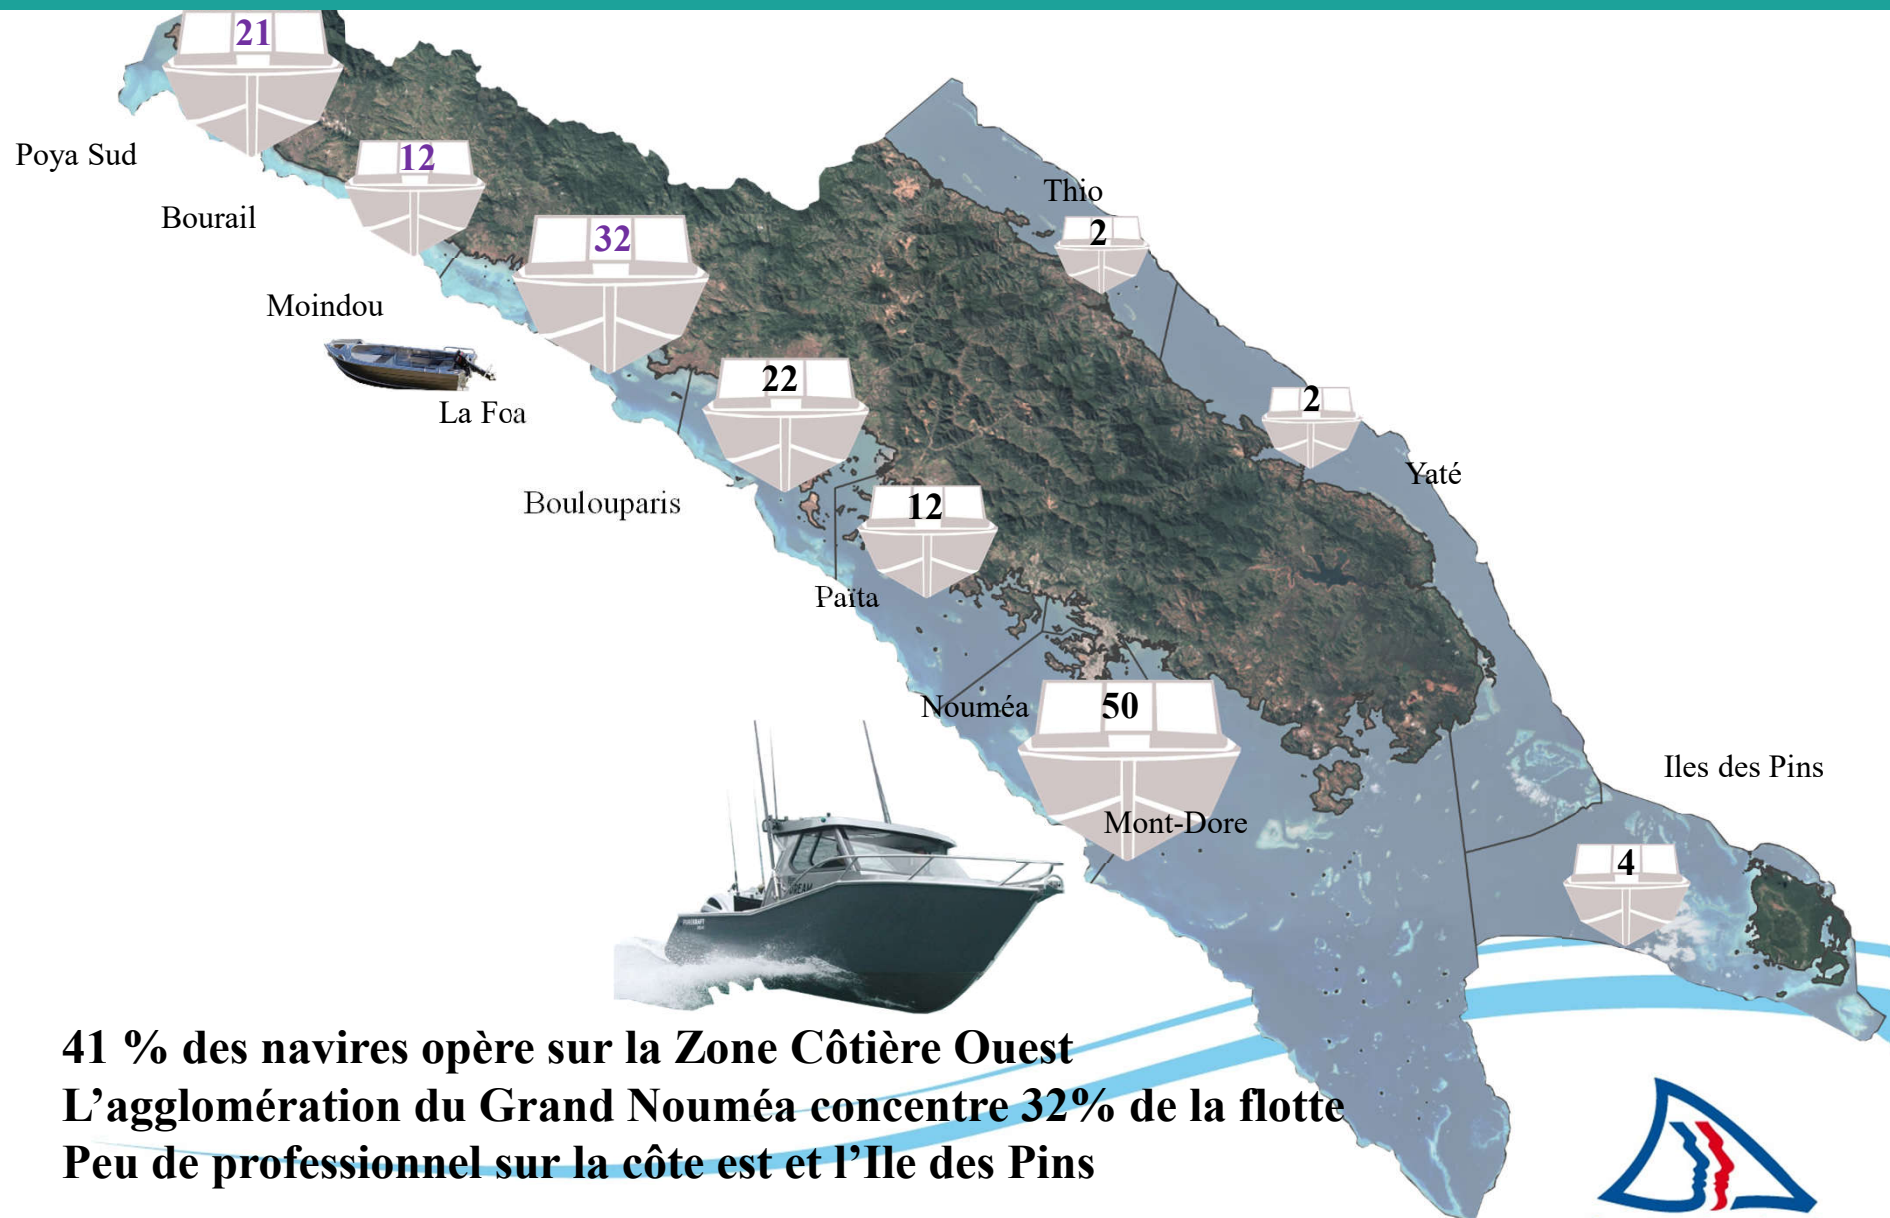 21
Poya Sud
12
Bourail
32
Moindou
La Foa
22
Boulouparis
12
Païta
Thio
2
2
Yaté
Nouméa
50
Mont-Dore
Iles des Pins
4
41 % des navires opère sur la Zone Côtière Ouest
L’agglomération du Grand Nouméa concentre 32% de la flotte
Peu de professionnel sur la côte est et l’Ile des Pins